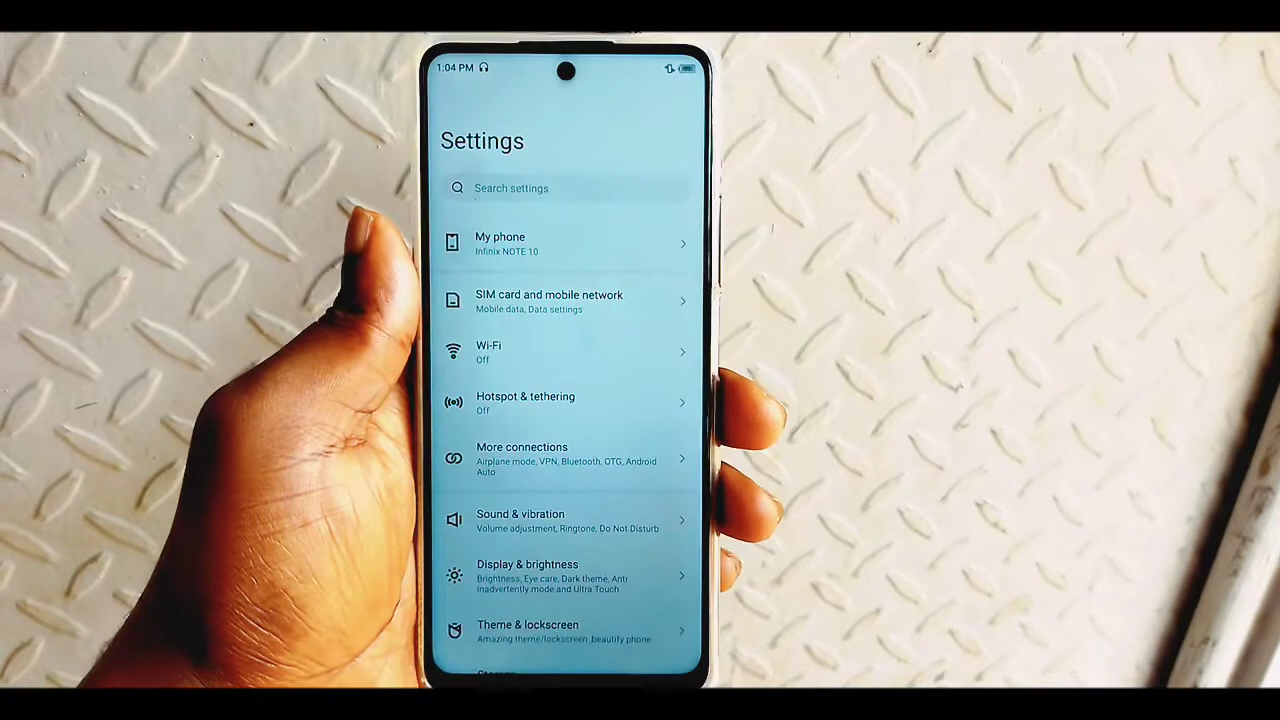 1:04 PM
Settings
Search settings
My phone
Infinix NOTE 10
SIM card and mobile network
Mobile data, Data settings
Wi-Fi
Off
Hotspot & tethering
Off
More connections
Airplane mode, VPN, Bluetooth, OTG, Android
Auto
Sound & vibration
Volume adjustment, Ringtone, Do Not Disturb
Display & brightness
Brightness, Eye care, Dark theme, Anti
inadvertently mode and Ultra Touch
Theme & lockscreen
Amazing theme/lockscreen ,beautify phone